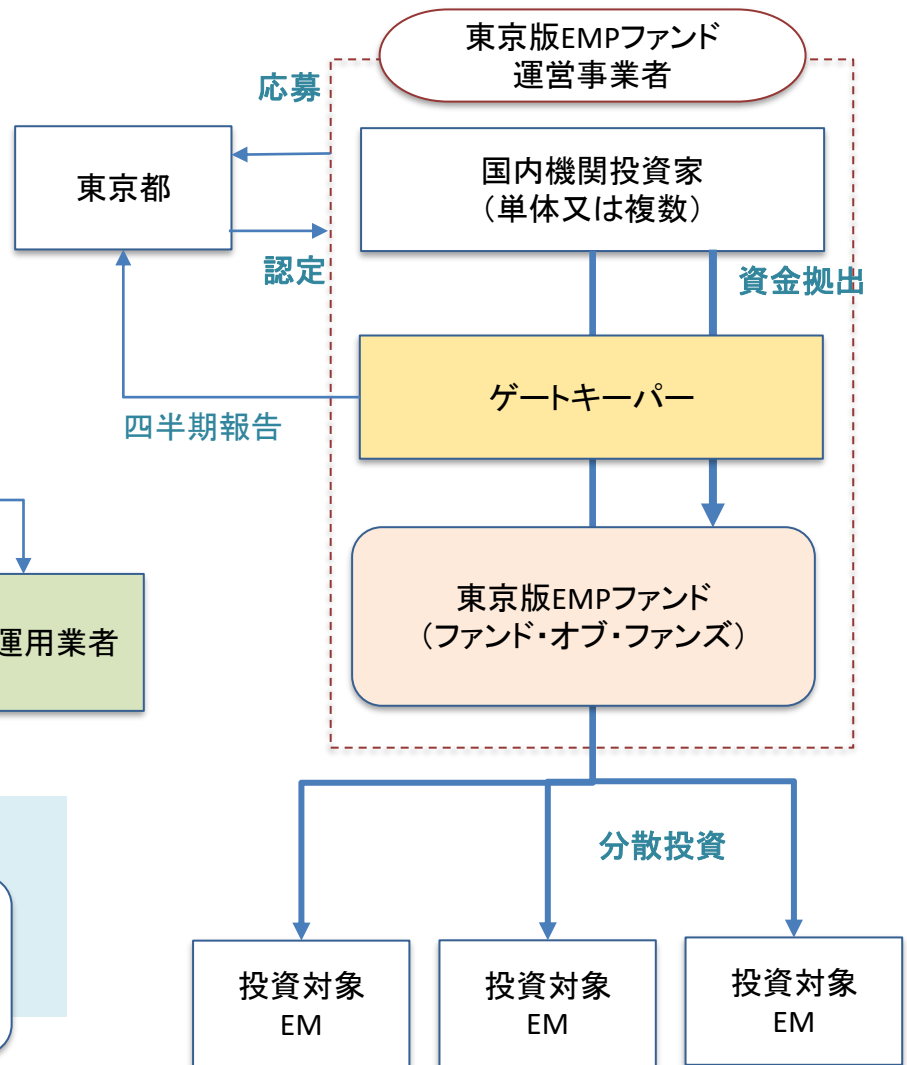 東京版EMPファンド
運営事業者
応募
東京都
国内機関投資家
(単体又は複数)
認定
資金拠出
ゲートキーパー
四半期報告
東京版EMPファンド
(ファンド・オブ・ファンズ)
運用業者
分散投資
投資対象
EM
投資対象
EM
投資対象
EM